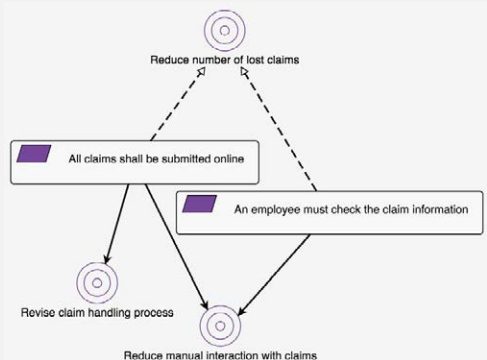 Reduce number of lost claims
All claims shall be submitted online
An employee must check the claim information
Revise claim handling process
Reduce manual interaction with claims